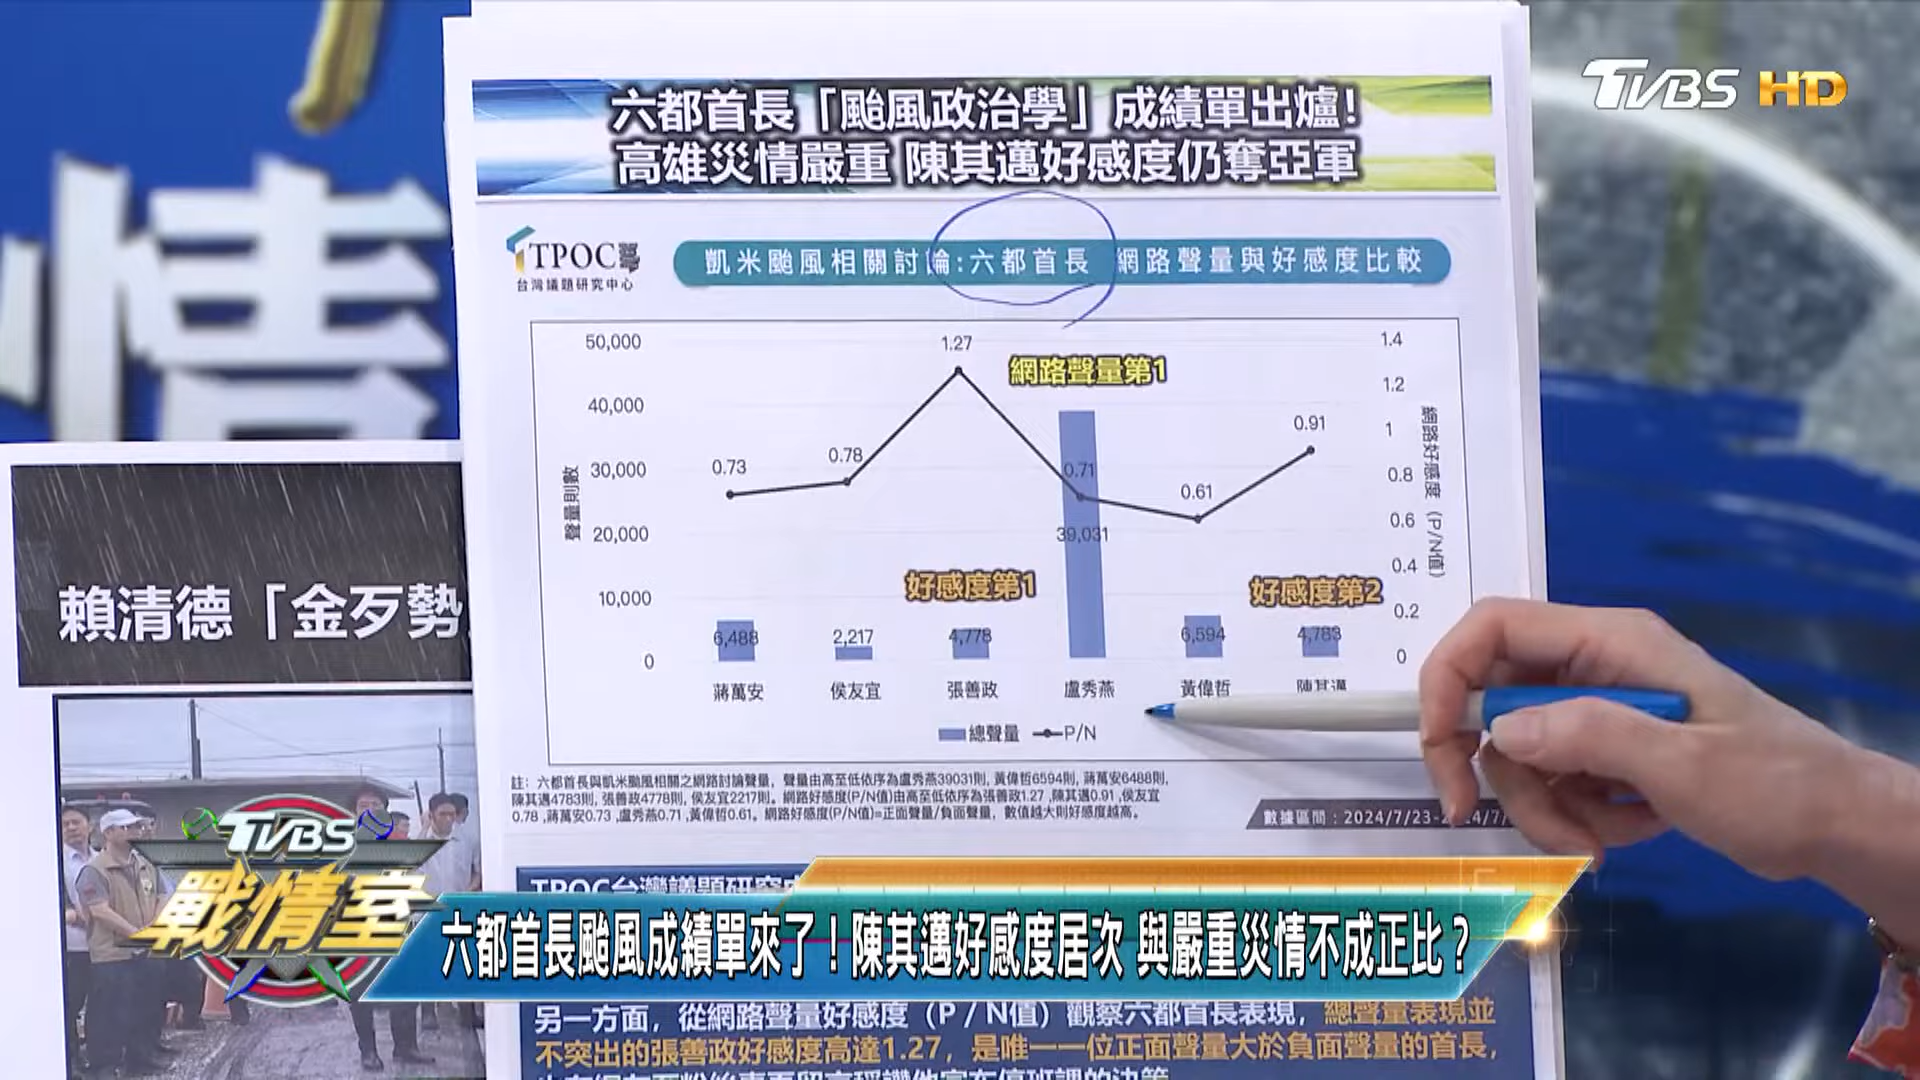 TVBS HD
情
六都首長「颱風政治學」成績單出爐!
高雄災情嚴重 陳其邁好感度仍奪亞軍
TPOC
台灣議題研究中心
凱米颱風相關討論:六都首長 網路聲量與好感度比較
50,000
40,000
30,000
20,000
10,000
0
聲量則數
1.4
1.2
1
0.8
0.6
0.4
0.2
0
網路好感度 (P/N值)
0.73
0.78
1.27
0.71
0.61
0.91
網路聲量第1
好感度第1
好感度第2
6,488
2,217
4,778
39,031
6,594
4,783
蔣萬安
侯友宜
張善政
盧秀燕
黃偉哲
陳其邁
總聲量 P/N
註: 六都首長與凱米颱風相關之網路討論聲量, 聲量由高至低依序為盧秀燕39031則, 黃偉哲6594則, 蔣萬安6488則,
陳其邁4783則, 張善政4778則, 侯友宜2217則。網路好感度(P/N值)由高至低依序為張善政1.27 ,陳其邁0.91 ,侯友宜
0.78 ,蔣萬安0.73 ,盧秀燕0.71 ,黃偉哲0.61。網路好感度(P/N值)=正面聲量/負面聲量, 數值越大則好感度越高。
數據區間:2024/7/23-
賴清德「金歹勢
TVBS
戰情室
TPOC台灣議題研究
六都首長颱風成績單來了!陳其邁好感度居次 與嚴重災情不成正比?
另一方面,從網路聲量好感度(P/N值)觀察六都首長表現,總聲量表現並
不突出的張善政好感度高達1.27,是唯一一位正面聲量大於負面聲量的首長,